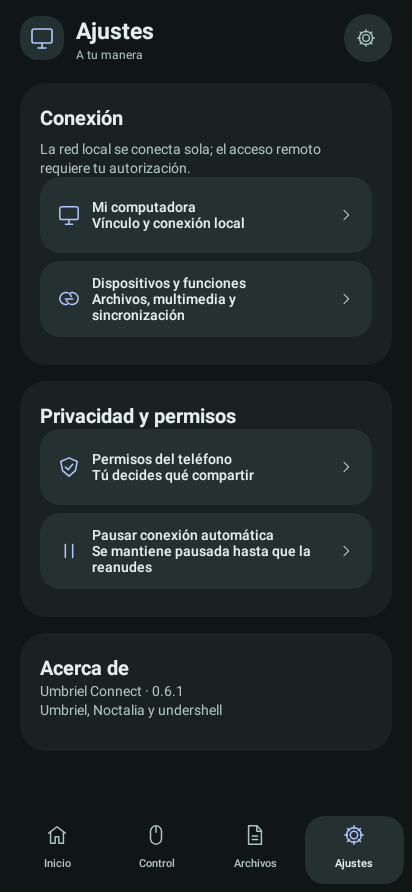 Ajustes
A tu manera
Conexión
La red local se conecta sola; el acceso remoto
requiere tu autorización.
Mi computadora
Vínculo y conexión local
Dispositivos y funciones
Archivos, multimedia y
sincronización
Privacidad y permisos
Permisos del teléfono
Tú decides qué compartir
Pausar conexión automática
Se mantiene pausada hasta que la
reanudes
Acerca de
Umbriel Connect · 0.6.1
Umbriel, Noctalia y undershell
Inicio
Control
Archivos
Ajustes